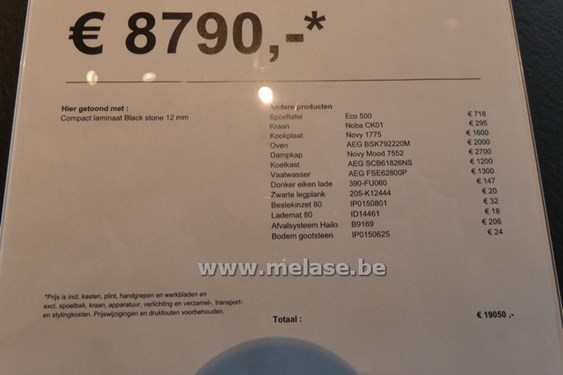 € 8790,-*
Hier getoond met :
Compact laminaat Black stone 12 mm
Andere producten
Spoeltafel Eco 500 € 718
Kraan Noba CK01 € 295
Kookplaat Novy 1775 € 1600
Oven AEG BSK792220M € 2000
Dampkap Novy Mood 7552 € 2700
Koelkast AEG SCB61826NS € 1200
Vaatwasser AEG FSE62800P € 1300
Donker eiken lade 390-FU060 € 147
Zwarte legplank 205-K12444 € 20
Bestekinzet 80 IP0150801 € 32
Lademat 80 ID14461 € 18
Afvalsysteem Hailo B9169 € 206
Bodem gootsteen IP0150625 € 24
www.melase.be
*Prijs is incl. kasten, plint, handgrepen en werkbladen en
excl. spoelbak, kraan, apparatuur, verlichting en verzamel-, transport-
en stylingkosten. Prijswijzigingen en drukfouten voorbehouden.
Totaal : € 19050 ,-